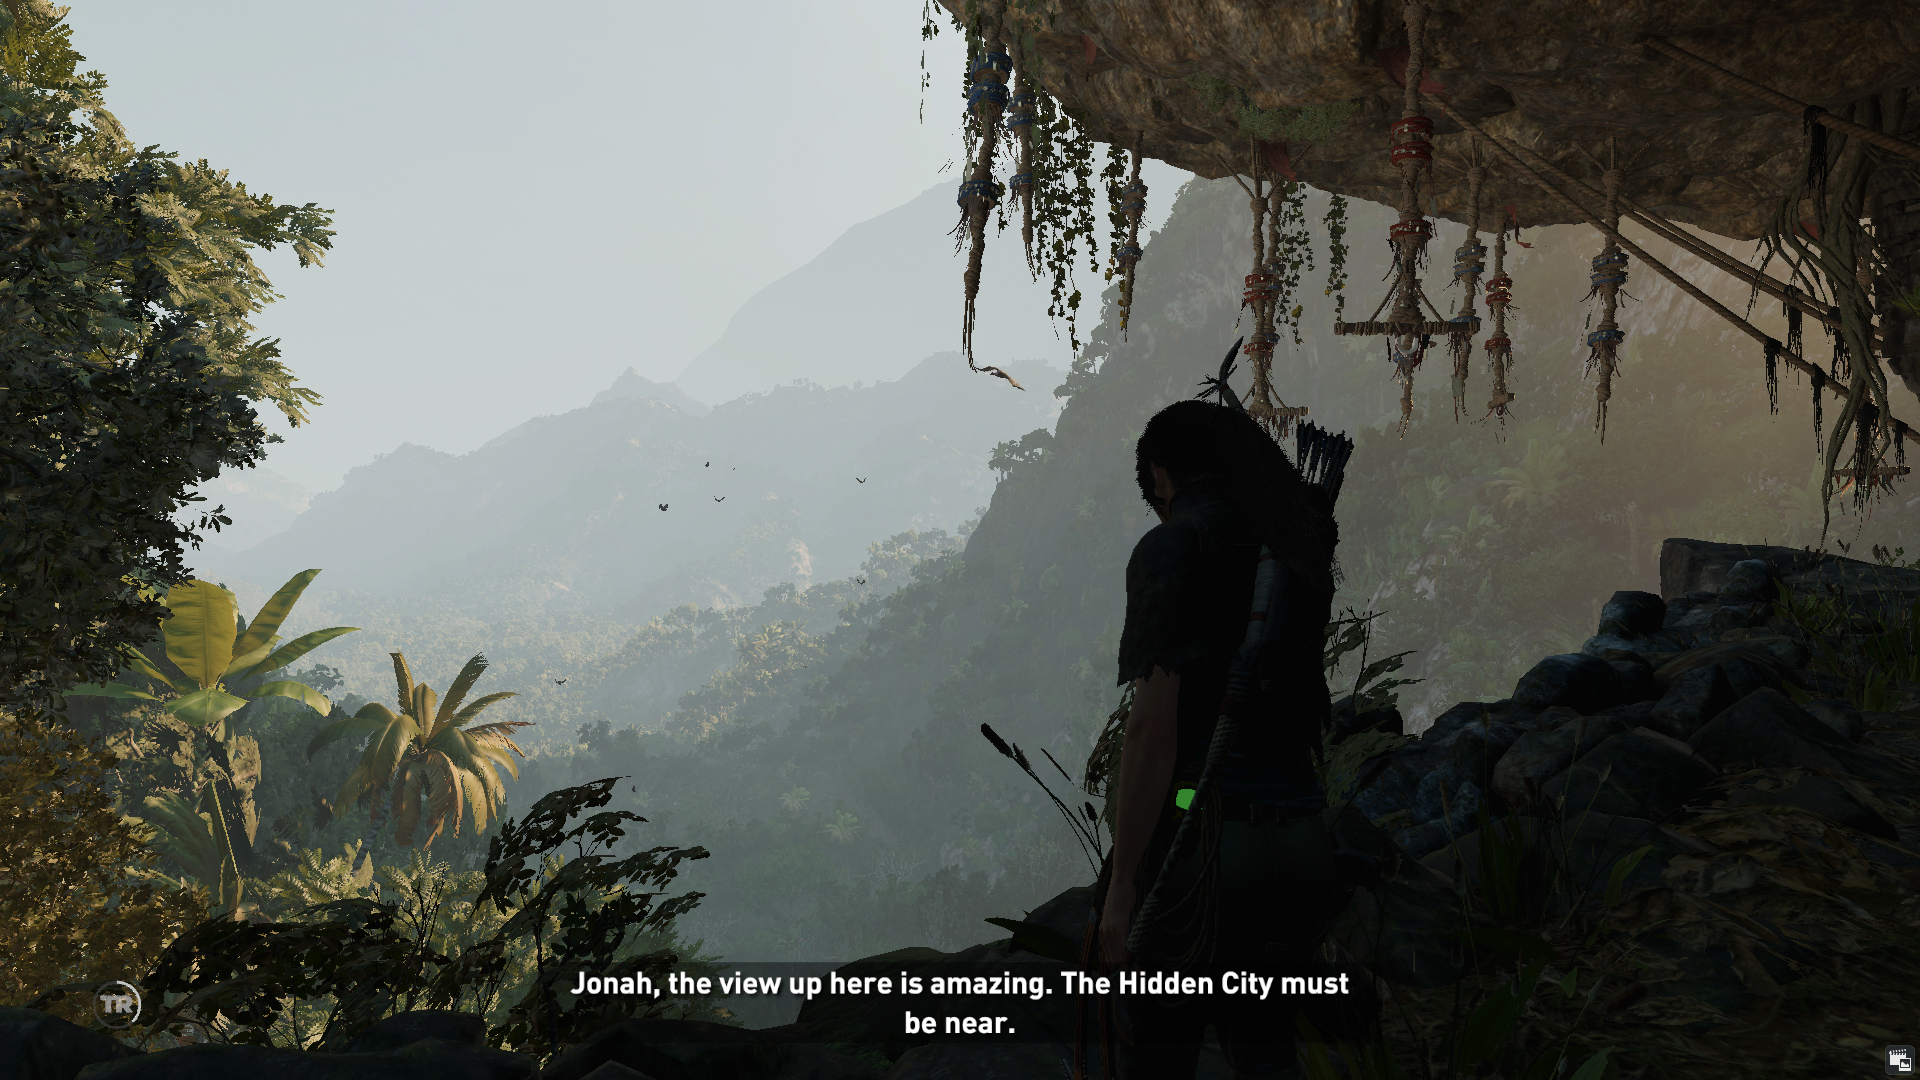 Jonah, the view up here is amazing. The Hidden City must
be near.
TR